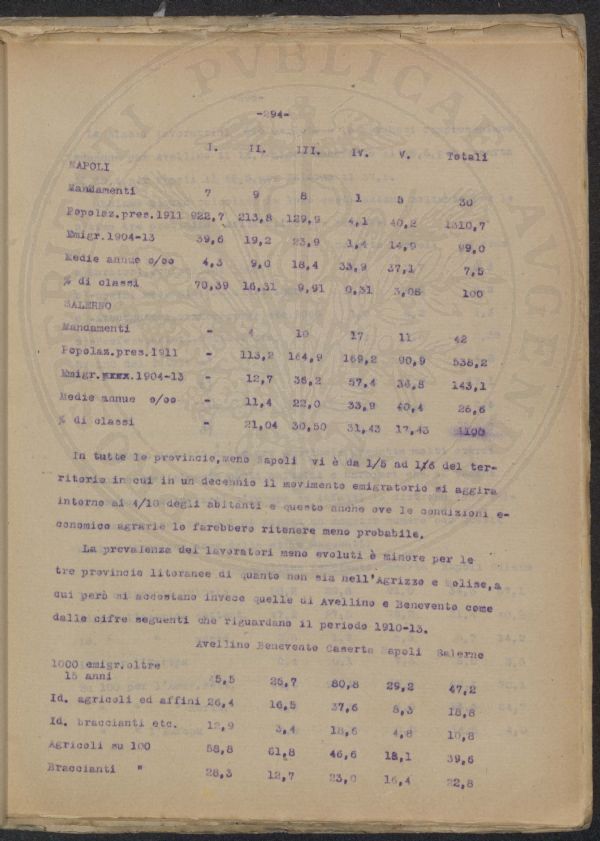 -294-
I. II. III. IV. V. Totali
NAPOLI
Mandamenti 7 9 8 1 5 30
Popolaz.pres.1911 922,7 213,8 129,9 4,1 40,2 1310,7
Emigr.1904-13 39,6 19,2 23,9 1,4 14,9 99,0
Medie annue o/oo 4,3 9,0 18,4 33,9 37,1 7,5
% di classi 70,39 16,31 9,91 0,31 3,08 100
SALERNO
Mandamenti - 4 10 17 11 42
Popolaz.pres.1911 - 113,2 164,9 169,2 90,9 538,2
Emigr.xxxx.1904-13 - 12,7 36,2 57,4 36,8 143,1
Medie annue o/oo - 11,4 22,0 33,9 40,4 26,6
% di classi - 21,04 30,50 31,43 17,43 1100
In tutte le provincie,meno Napoli vi è da 1/5 ad 1/6 del ter-
ritorio in cui in un decennio il movimento emigratorio si aggira
intorno ai 4/10 degli abitanti e questo anche ove le condizioni e-
conomico agrarie lo farebbero ritenere meno probabile.
La prevalenza dei lavoratori meno evoluti è minore per le
tre provincie litoranee di quanto non sia nell'Agrizzo e Molise,a
cui però si accostano invece quelle di Avellino e Benevento come
dalle cifre seguenti che riguardano il periodo 1910-13.
Avellino Benevento Caserta Napoli Salerno
1000 emigr.oltre
15 anni 45,5 26,7 80,8 29,2 47,2
Id. agricoli ed affini 26,4 16,5 37,6 5,3 18,8
Id. braccianti etc. 12,9 3,4 18,6 4,8 10,8
Agricoli su 100 58,8 61,8 46,6 18,1 39,6
Braccianti " 28,3 12,7 23,0 16,4 22,8